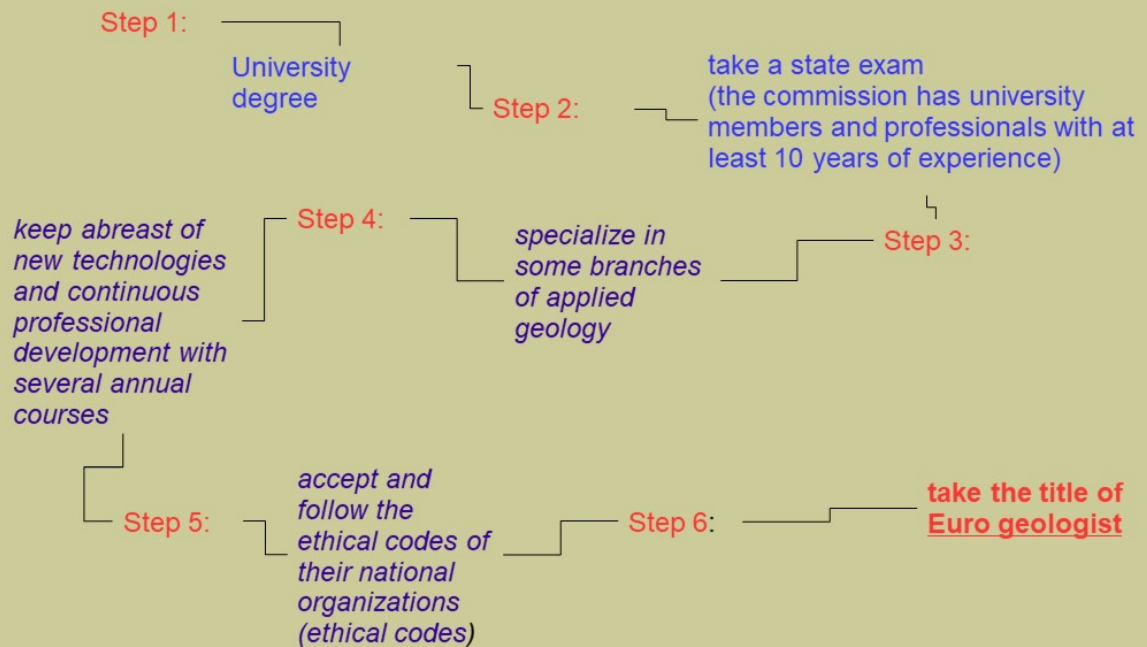 Step 1:
University
degree
Step 2:
take a state exam
(the commission has university
members and professionals with at
least 10 years of experience)
Step 3:
specialize in
some branches
of applied
geology
Step 4:
keep abreast of
new technologies
and continuous
professional
development with
several annual
courses
Step 5:
accept and
follow the
ethical codes of
their national
organizations
(ethical codes)
Step 6:
take the title of
Euro geologist